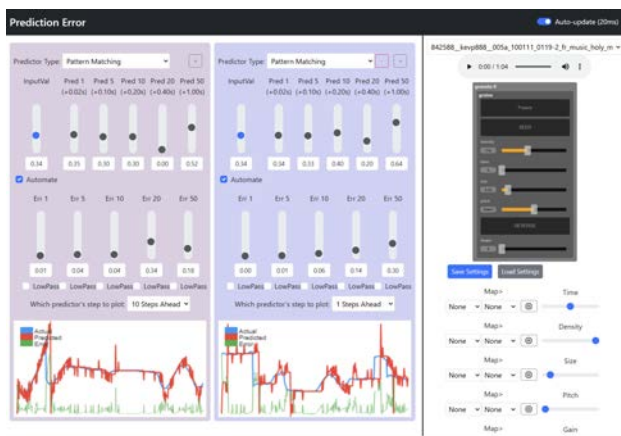 Prediction Error
Auto-update (20ms)
Predictor Type: Pattern Matching
InputVal Pred 1 Pred 5 Pred 10 Pred 20 Pred 50
(+0.02s) (+0.10s) (+0.20s) (+0.40s) (+1.00s)
0.34 0.35 0.30 0.30 0.00 0.52
Automate
Err 1 Err 5 Err 10 Err 20 Err 50
0.01 0.04 0.04 0.34 0.18
LowPass LowPass LowPass LowPass LowPass
Which predictor's step to plot: 10 Steps Ahead
Actual
Predicted
Error
Predictor Type: Pattern Matching
InputVal Pred 1 Pred 5 Pred 10 Pred 20 Pred 50
(+0.02s) (+0.10s) (+0.20s) (+0.40s) (+1.00s)
0.34 0.34 0.33 0.40 0.20 0.64
Automate
Err 1 Err 5 Err 10 Err 20 Err 50
0.00 0.01 0.06 0.14 0.30
LowPass LowPass LowPass LowPass LowPass
Which predictor's step to plot: 1 Steps Ahead
Actual
Predicted
Error
842588__kevp888__005a_100111_0119-2_fr_music_holy_m
0:00 / 1:04
Save Settings Load Settings
Map> Time
None None
Map> Density
None None
Map> Size
None None
Map> Pitch
None None
Map> Gain